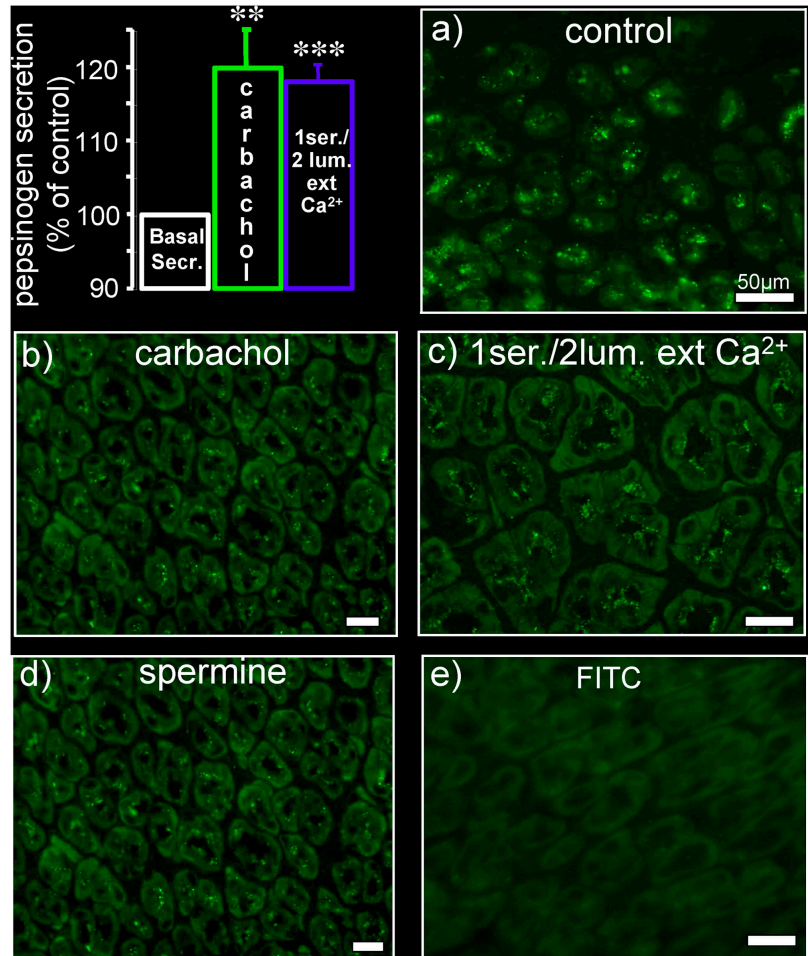 pepsinogen secretion
(% of control)
120
110
100
90
**
***
Basal
Secr.
carbachol
1ser./
2 lum.
ext
Ca²⁺
a) control
50µm
b) carbachol
c) 1ser./2lum. ext Ca²⁺
d) spermine
e) FITC